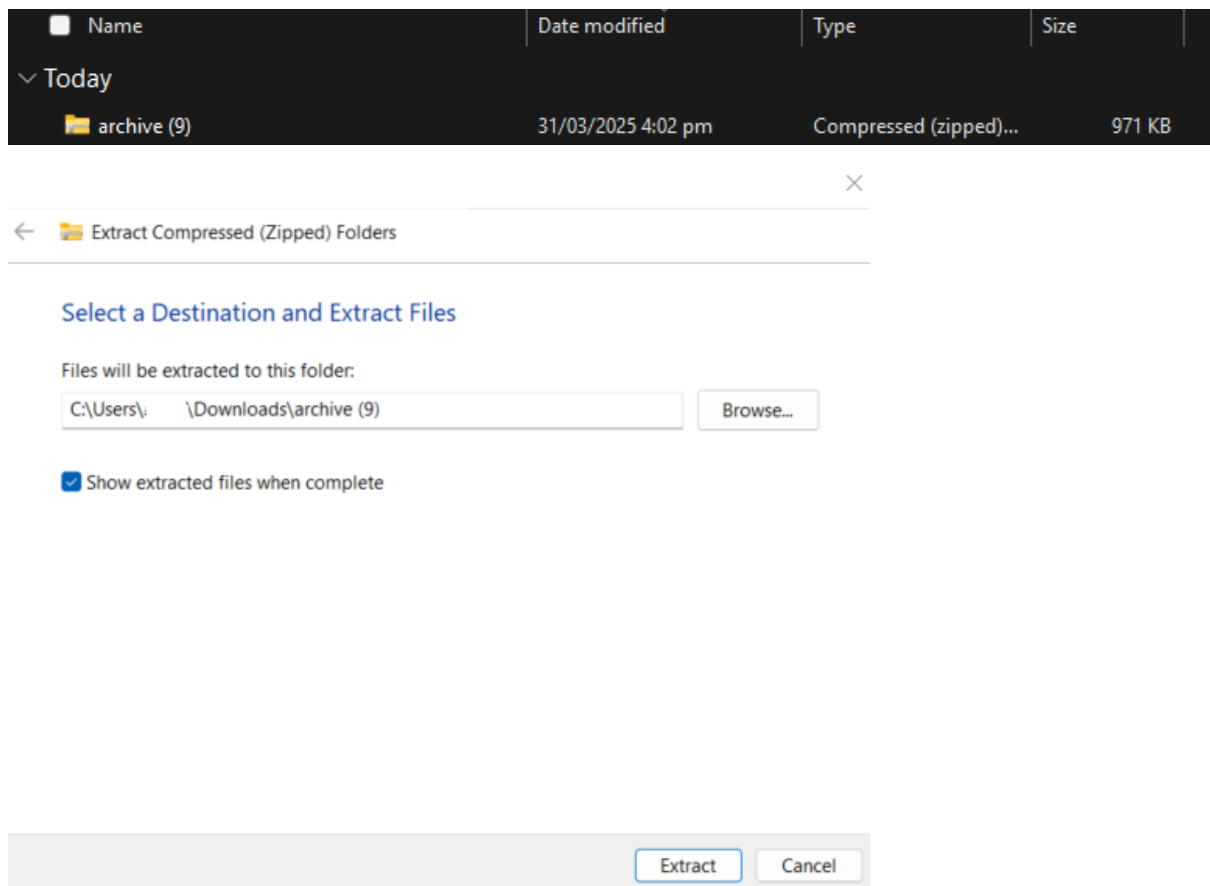 Name Date modified Type Size
Today
archive (9) 31/03/2025 4:02 pm Compressed (zipped)... 971 KB
Extract Compressed (Zipped) Folders
Select a Destination and Extract Files
Files will be extracted to this folder:
C:\Users\ \Downloads\archive (9) Browse...
Show extracted files when complete
Extract Cancel